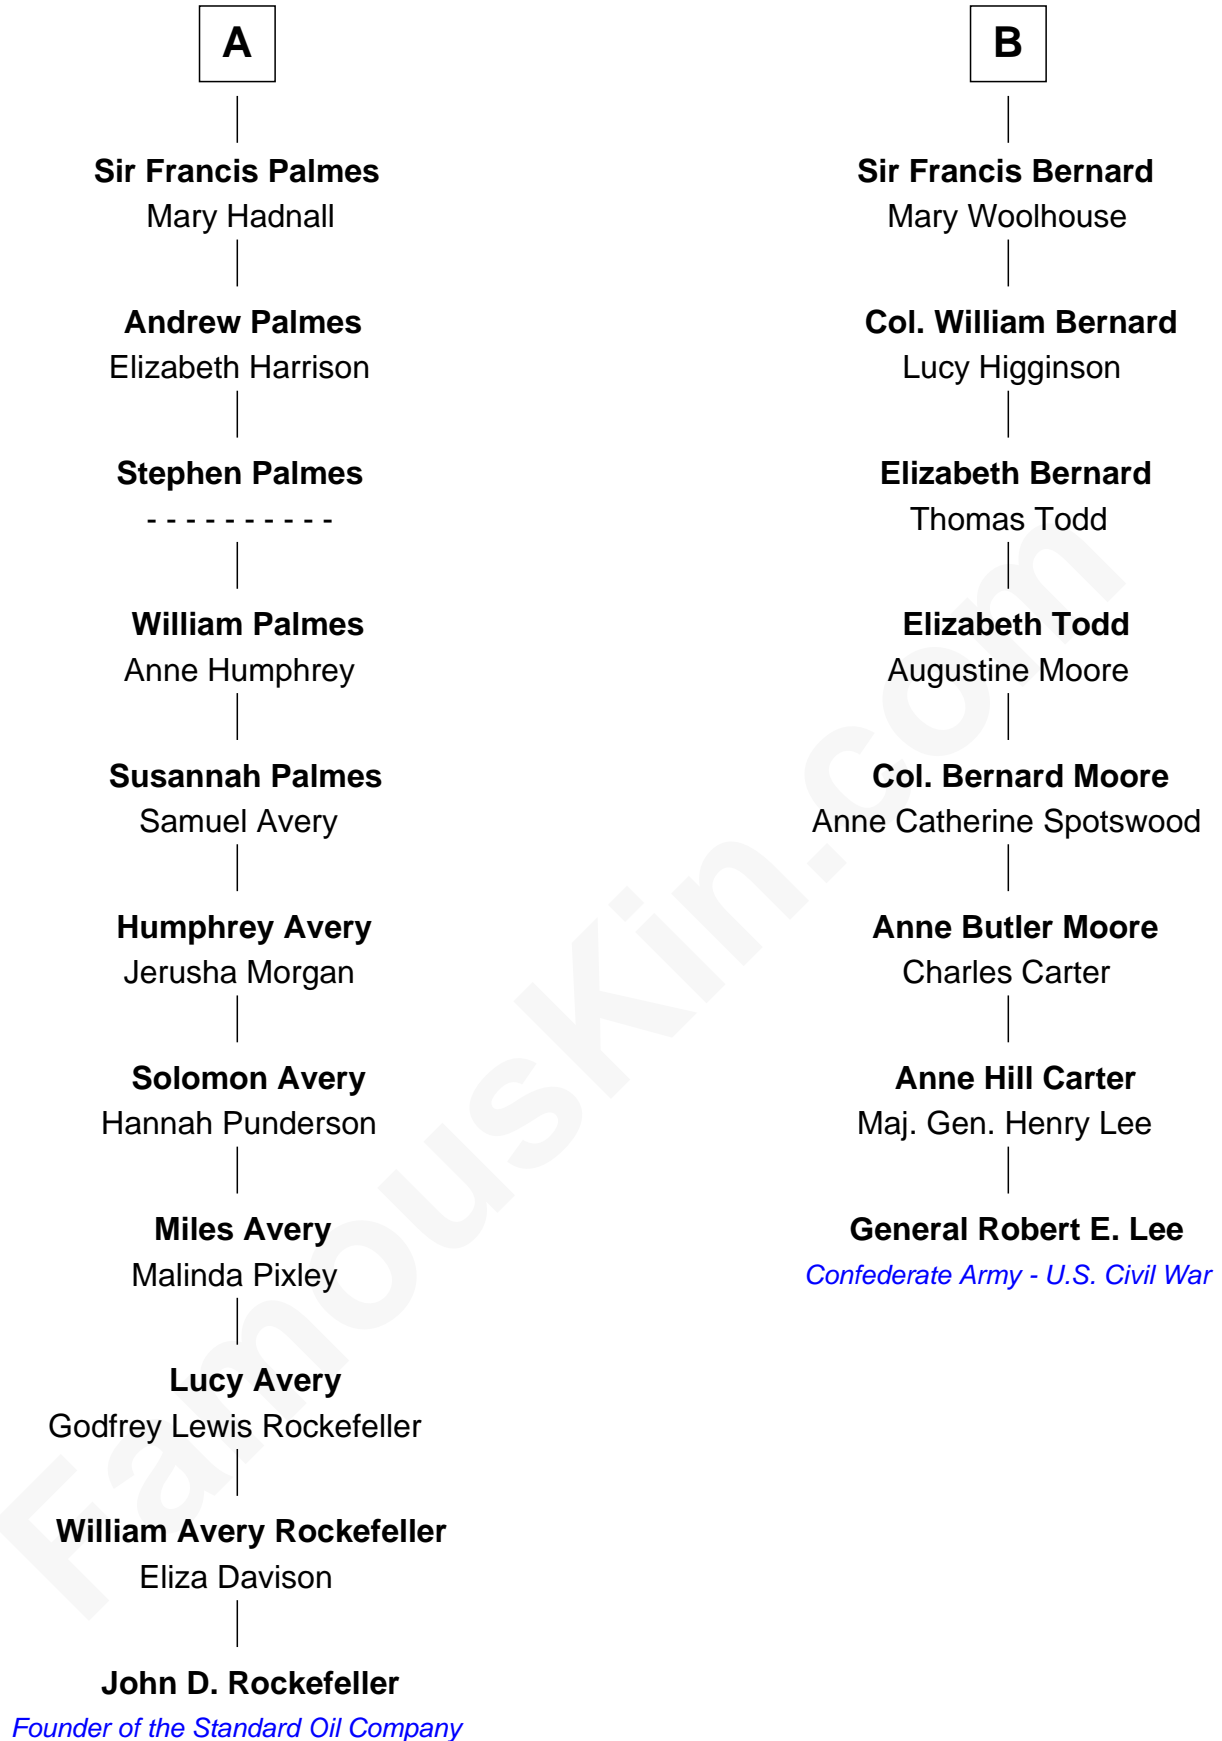 A
Sir Francis Palmes
Mary Hadnall
Andrew Palmes
Elizabeth Harrison
Stephen Palmes
- - - - - - - - - -
William Palmes
Anne Humphrey
Susannah Palmes
Samuel Avery
Humphrey Avery
Jerusha Morgan
Solomon Avery
Hannah Punderson
Miles Avery
Malinda Pixley
Lucy Avery
Godfrey Lewis Rockefeller
William Avery Rockefeller
Eliza Davison
John D. Rockefeller
Founder of the Standard Oil Company
B
Sir Francis Bernard
Mary Woolhouse
Col. William Bernard
Lucy Higginson
Elizabeth Bernard
Thomas Todd
Elizabeth Todd
Augustine Moore
Col. Bernard Moore
Anne Catherine Spotswood
Anne Butler Moore
Charles Carter
Anne Hill Carter
Maj. Gen. Henry Lee
General Robert E. Lee
Confederate Army - U.S. Civil War
FamousKin.com